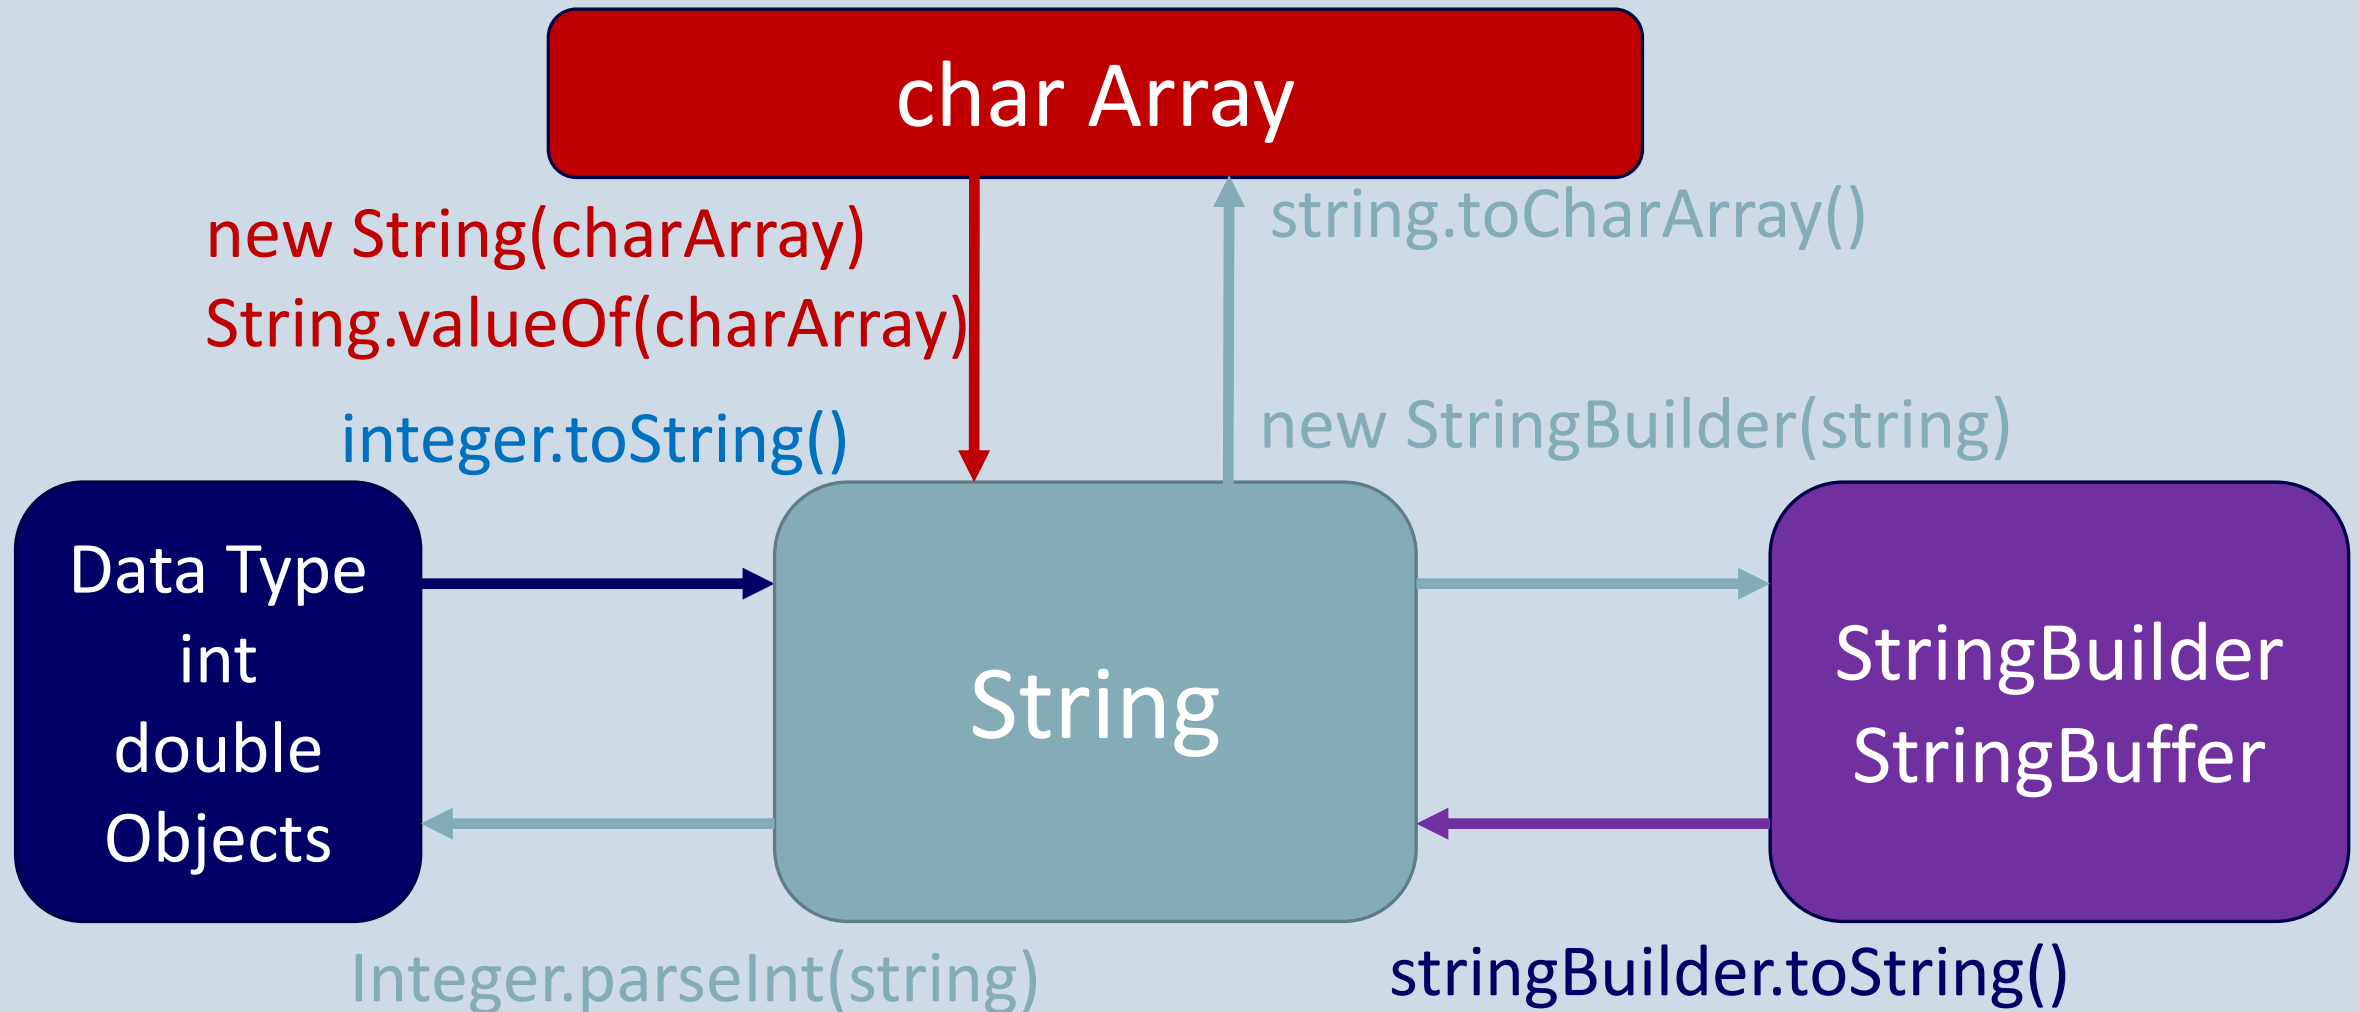 char Array
new String(charArray)
String.valueOf(charArray)
string.toCharArray()
integer.toString()
new StringBuilder(string)
Data Type
int
double
Objects
String
StringBuilder
StringBuffer
Integer.parseInt(string)
stringBuilder.toString()